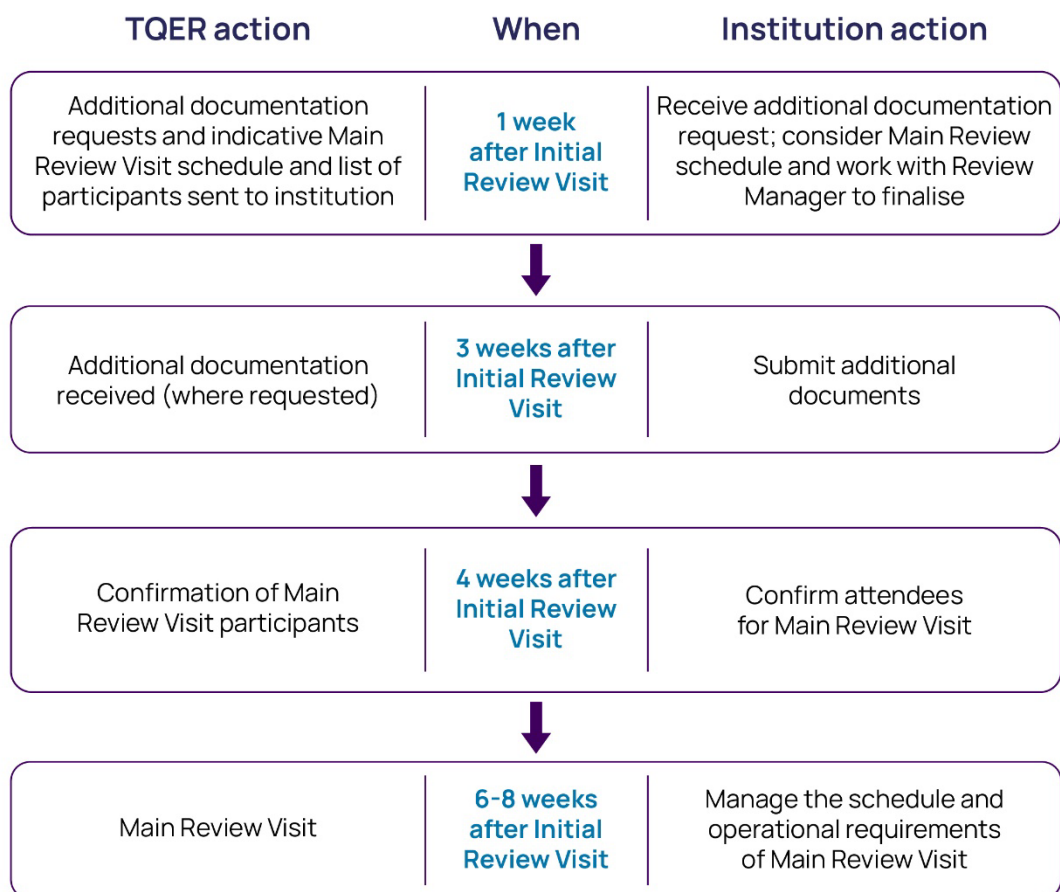 TQER action
When
Institution action
Additional documentation
requests and indicative Main
Review Visit schedule and list of
participants sent to institution
1 week
after Initial
Review Visit
Receive additional documentation
request; consider Main Review
schedule and work with Review
Manager to finalise
Additional documentation
received (where requested)
3 weeks after
Initial Review
Visit
Submit additional
documents
Confirmation of Main
Review Visit participants
4 weeks after
Initial Review
Visit
Confirm attendees
for Main Review Visit
Main Review Visit
6-8 weeks
after Initial
Review Visit
Manage the schedule and
operational requirements
of Main Review Visit